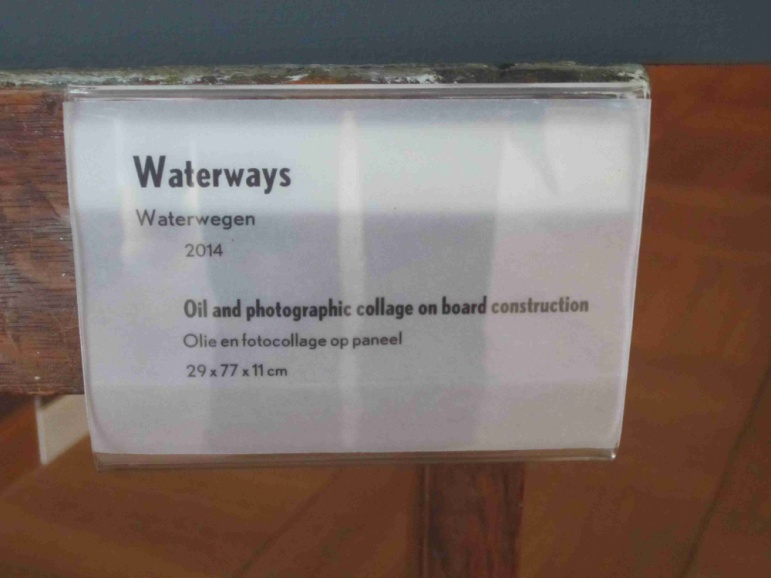 Waterways
Waterwegen
2014
Oil and photographic collage on board construction
Olie en fotocollage op paneel
29 x 77 x 11 cm